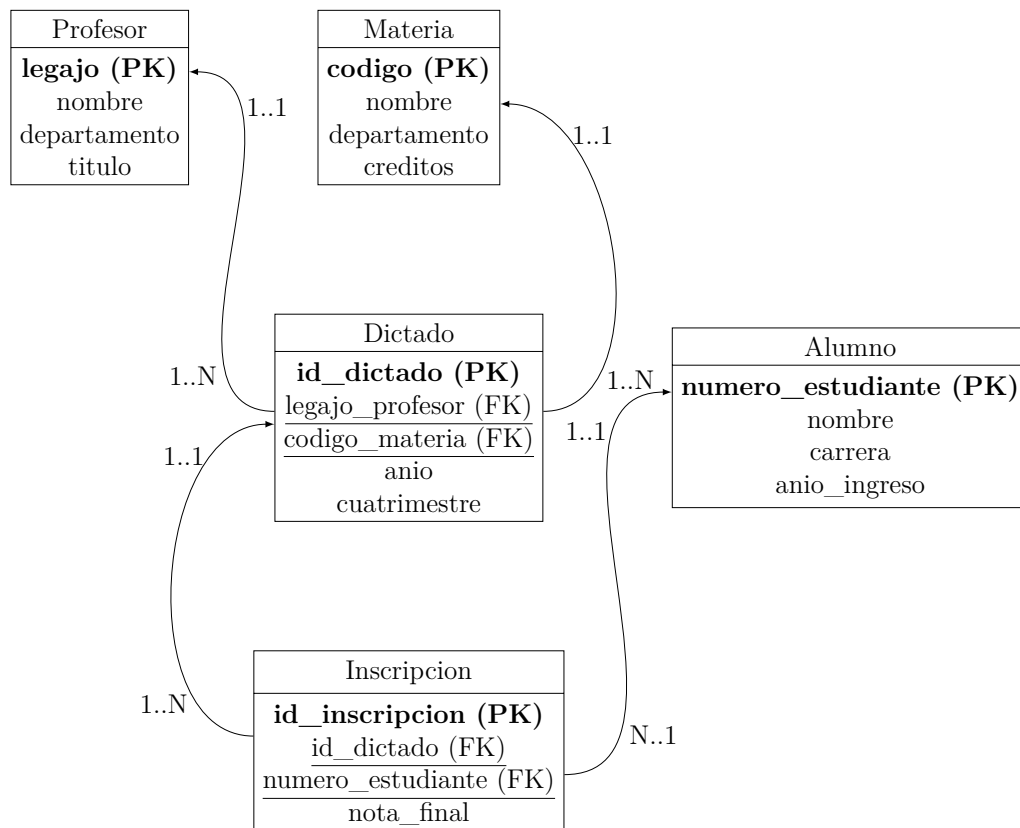 Profesor
legajo (PK)
nombre
departamento
titulo
Materia
codigo (PK)
nombre
departamento
creditos
1..1
1..1
Dictado
id_dictado (PK)
legajo_profesor (FK)
codigo_materia (FK)
anio
cuatrimestre
Alumno
numero_estudiante (PK)
nombre
carrera
anio_ingreso
1..N
1..N
1..1
1..1
Inscripcion
id_inscripcion (PK)
id_dictado (FK)
numero_estudiante (FK)
nota_final
1..N
N..1